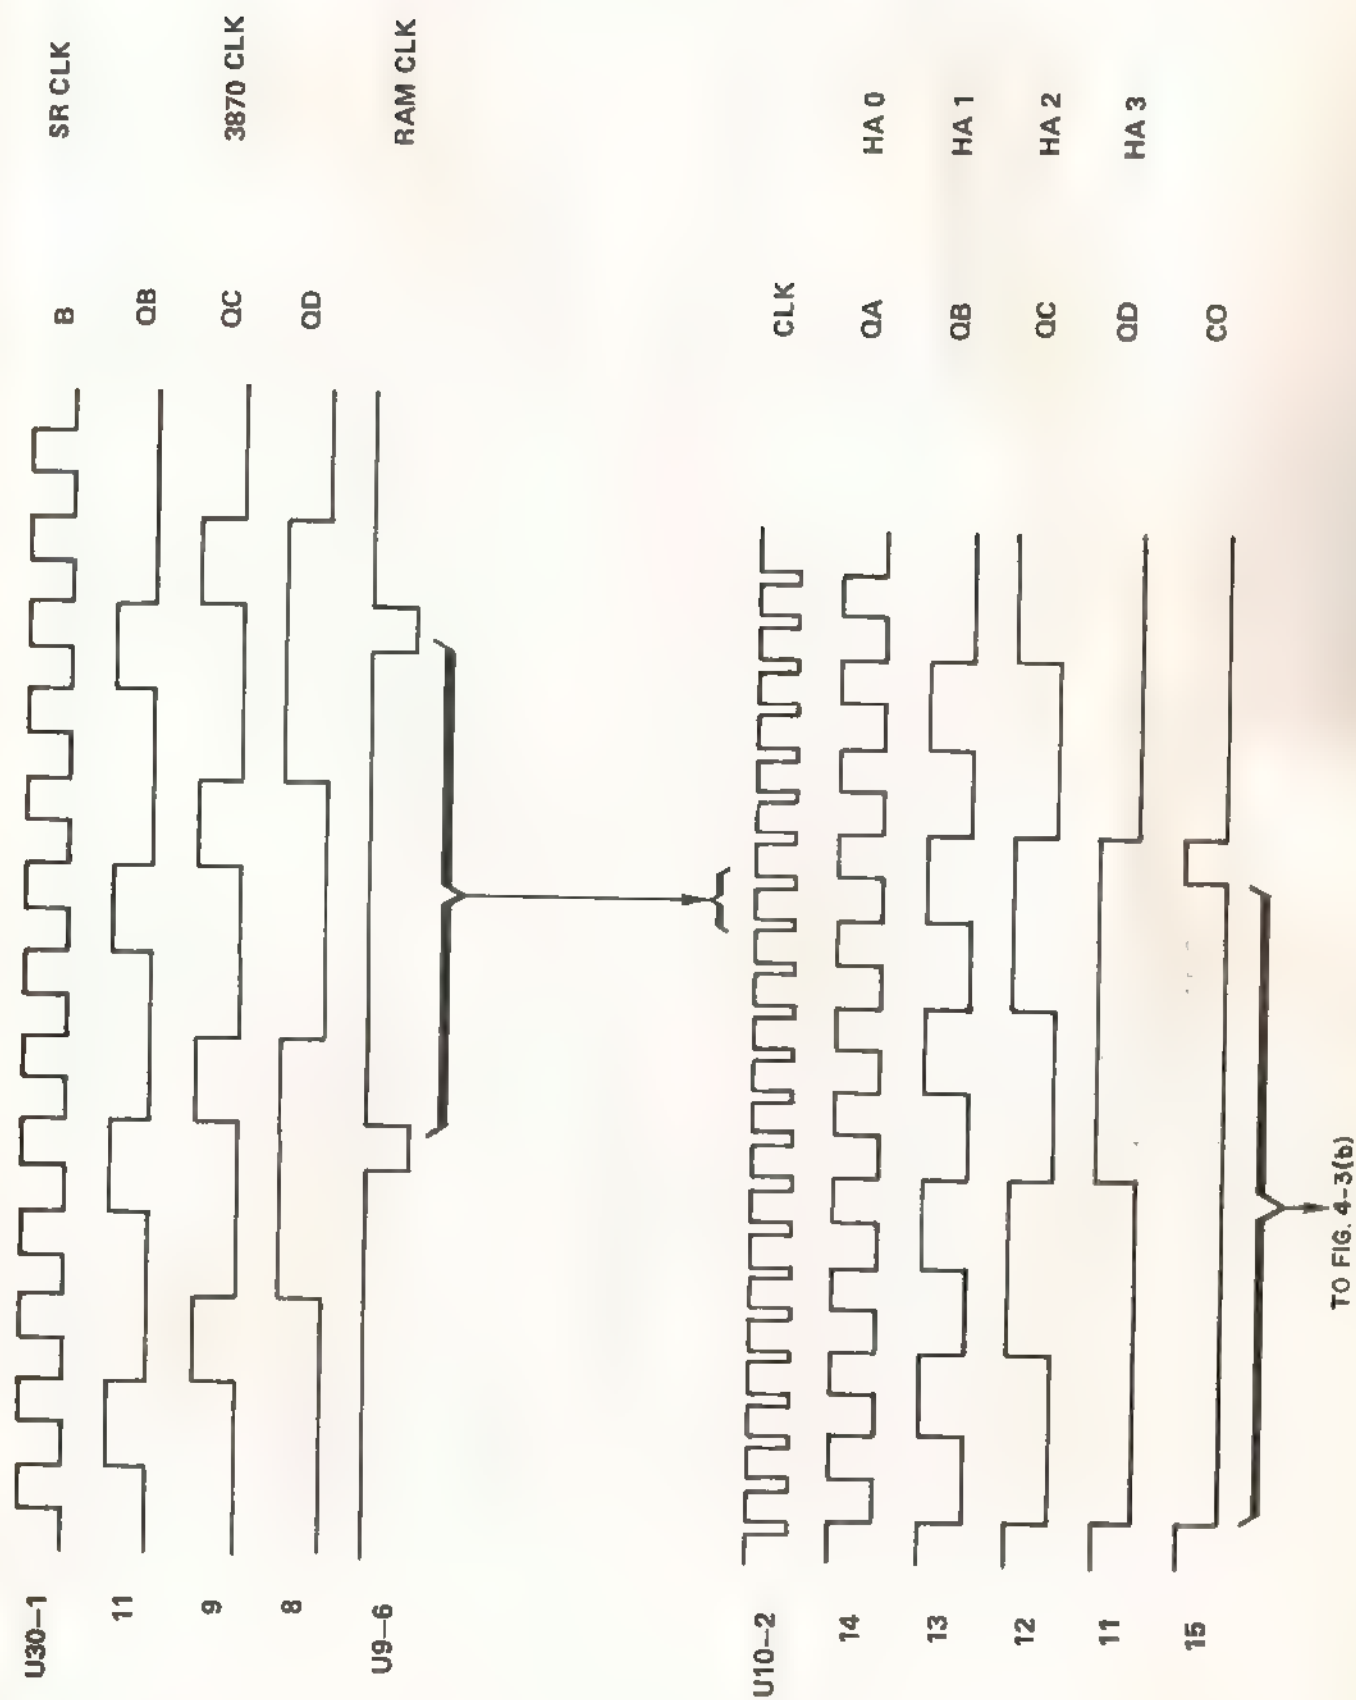 U30–1 B SR CLK
11 QB
9 QC 3870 CLK
8 QD
U9–6 RAM CLK
U10–2 CLK
14 QA HA 0
13 QB HA 1
12 QC HA 2
11 QD HA 3
15 CO
TO FIG. 4-3(b)